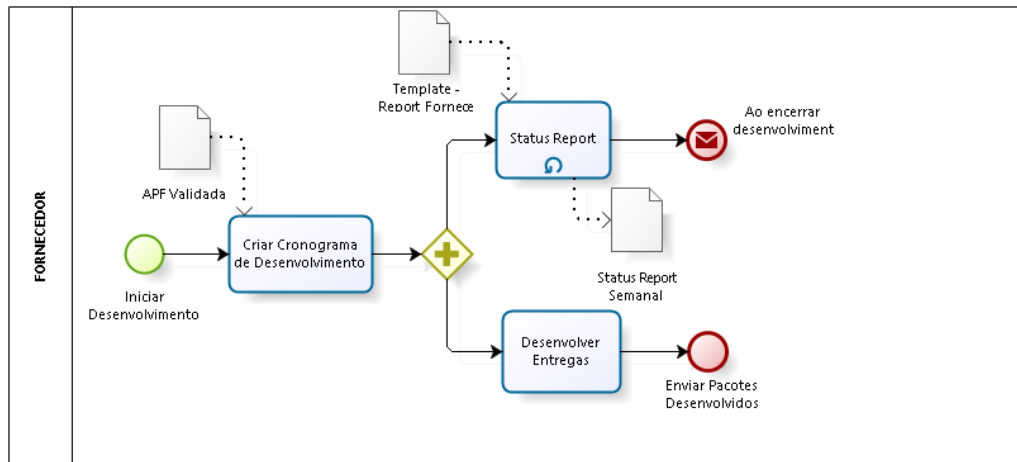 FORNECEDOR
Template -
Report Fornece
APF Validada
Status Report
Ao encerrar
desenvolviment
Criar Cronograma
de Desenvolvimento
Iniciar
Desenvolvimento
Status Report
Semanal
Desenvolver
Entregas
Enviar Pacotes
Desenvolvidos